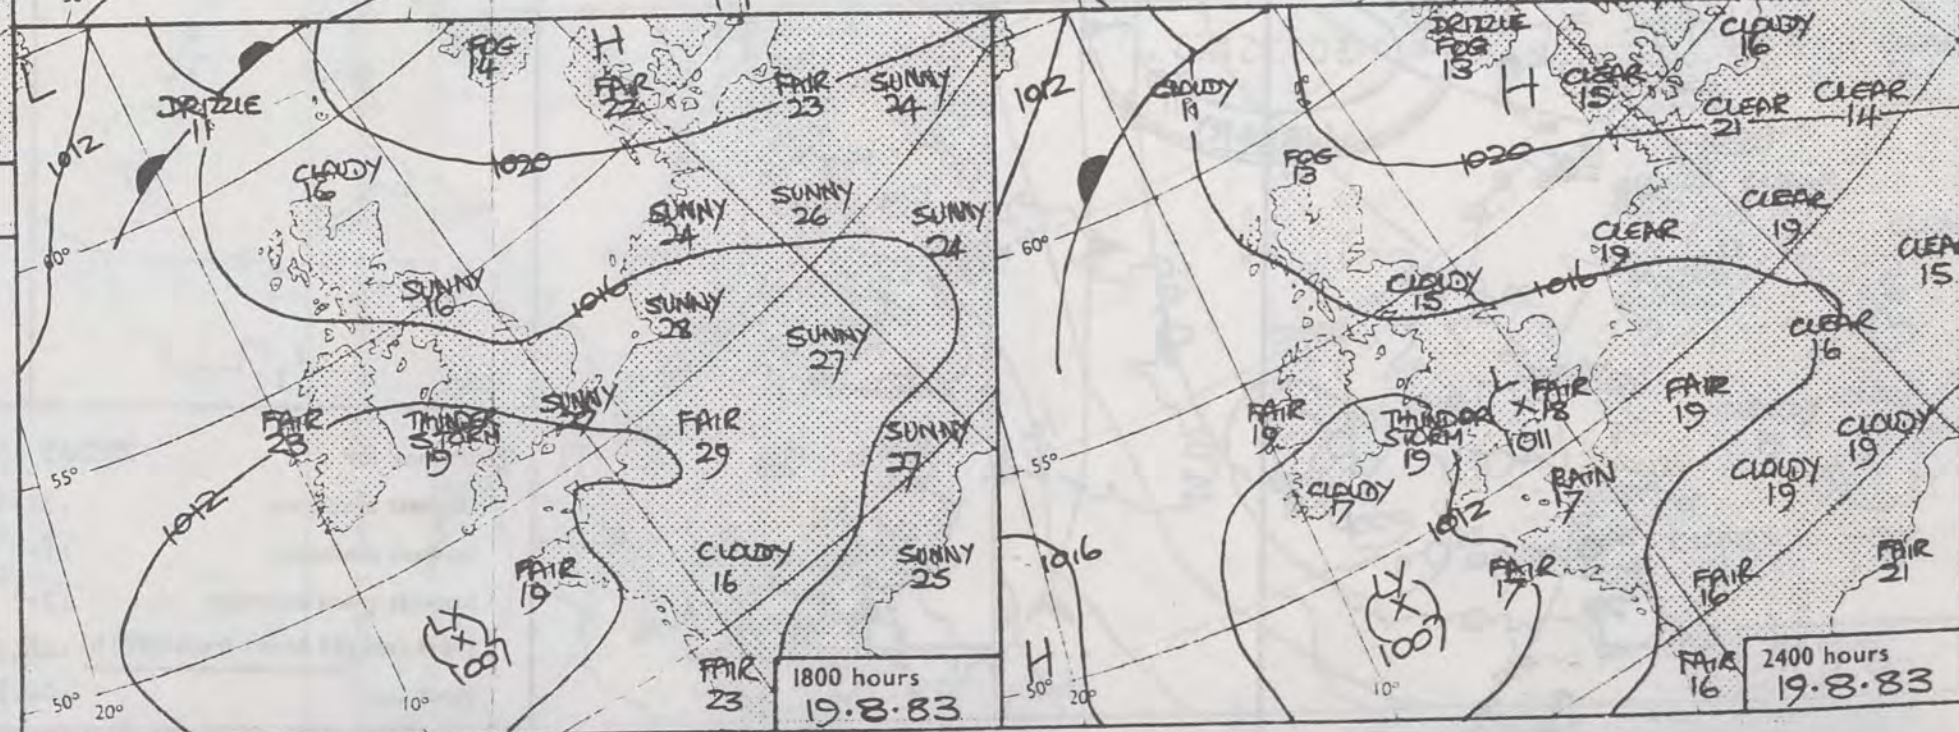 L
1012
DRIZZLE
11
FOG
14
H
FAIR
22
FAIR
23
SUNNY
24
1020
CLOUDY
16
SUNNY
26
SUNNY
24
SUNNY
24
60°
SUNNY
16
1016
SUNNY
28
SUNNY
27
FAIR
23
THUNDER
STORM
19
SUNNY
27
FAIR
29
SUNNY
27
55°
1012
FAIR
19
CLOUDY
16
SUNNY
25
L
1007
FAIR
23
50°
20°
10°
1800 hours
19.8.83
1012
CLOUDY
11
DRIZZLE
FOG
13
H
CLEAR
15
CLOUDY
16
CLEAR
21
CLEAR
14
FOG
13
1020
CLEAR
19
CLEAR
19
CLEAR
15
60°
CLOUDY
15
1016
CLEAR
16
FAIR
19
THUNDER
STORM
19
L
FAIR
18
1011
FAIR
19
CLOUDY
19
55°
CLOUDY
17
RAIN
17
CLOUDY
19
1012
1016
FAIR
17
FAIR
16
FAIR
21
L
1007
H
50°
20°
10°
FAIR
16
2400 hours
19.8.83